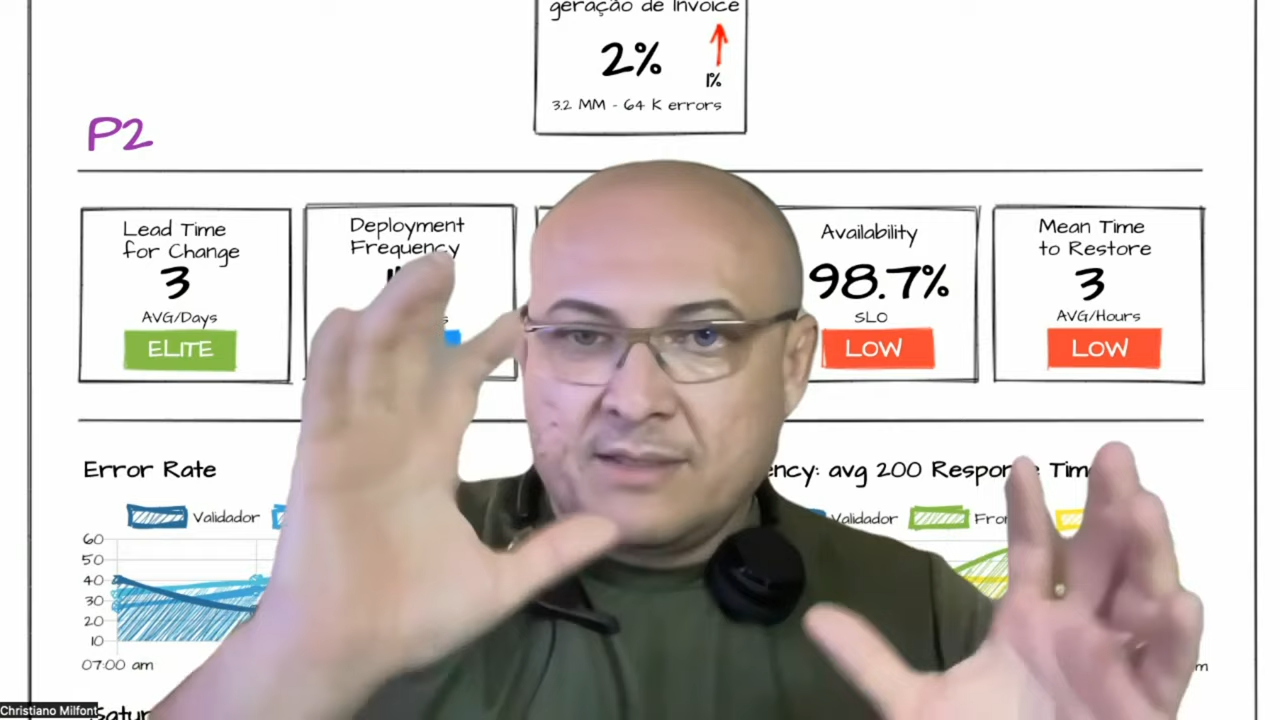 geração de Invoice
2%
1%
3.2 MM - 64 K errors
P2
Lead Time
for Change
3
AVG/Days
ELITE
Deployment
Frequency
Availability
98.7%
SLO
LOW
Mean Time
to Restore
3
AVG/Hours
LOW
Error Rate
Validador
60
50
40
30
20
10
07:00 am
avg 200 Response Tim
Validador
Christiano Milfont